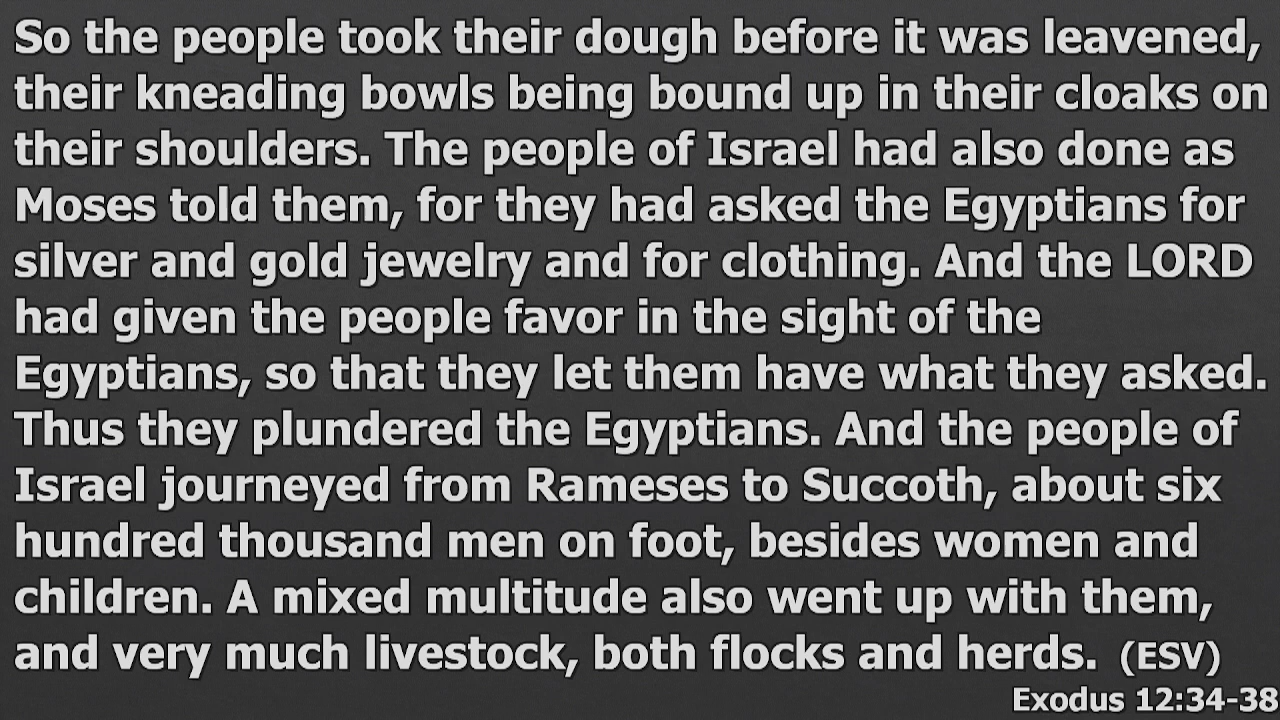 So the people took their dough before it was leavened,
their kneading bowls being bound up in their cloaks on
their shoulders. The people of Israel had also done as
Moses told them, for they had asked the Egyptians for
silver and gold jewelry and for clothing. And the LORD
had given the people favor in the sight of the
Egyptians, so that they let them have what they asked.
Thus they plundered the Egyptians. And the people of
Israel journeyed from Rameses to Succoth, about six
hundred thousand men on foot, besides women and
children. A mixed multitude also went up with them,
and very much livestock, both flocks and herds. (ESV)
Exodus 12:34-38